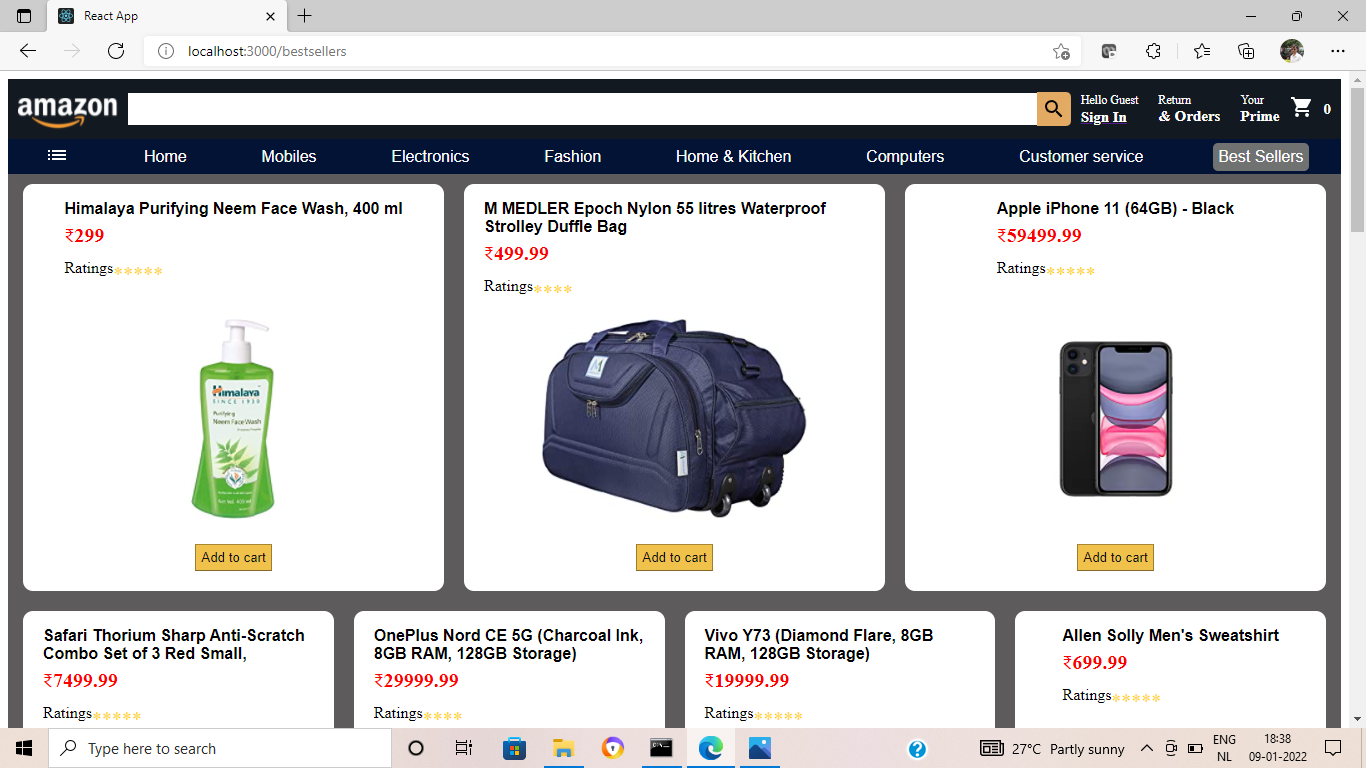 React App
localhost:3000/bestsellers
amazon
Hello Guest
Sign In
Return
& Orders
Your
Prime
0
Home
Mobiles
Electronics
Fashion
Home & Kitchen
Computers
Customer service
Best Sellers
Himalaya Purifying Neem Face Wash, 400 ml
₹299
Ratings*****
Himalaya
SINCE 1930
Purifying
Neem Face Wash
Add to cart
M MEDLER Epoch Nylon 55 litres Waterproof
Strolley Duffle Bag
₹499.99
Ratings****
Add to cart
Apple iPhone 11 (64GB) - Black
₹59499.99
Ratings*****
Add to cart
Safari Thorium Sharp Anti-Scratch
Combo Set of 3 Red Small,
₹7499.99
Ratings*****
OnePlus Nord CE 5G (Charcoal Ink,
8GB RAM, 128GB Storage)
₹29999.99
Ratings****
Vivo Y73 (Diamond Flare, 8GB
RAM, 128GB Storage)
₹19999.99
Ratings*****
Allen Solly Men's Sweatshirt
₹699.99
Ratings*****
Type here to search
27°C Partly sunny
ENG
NL
18:38
09-01-2022